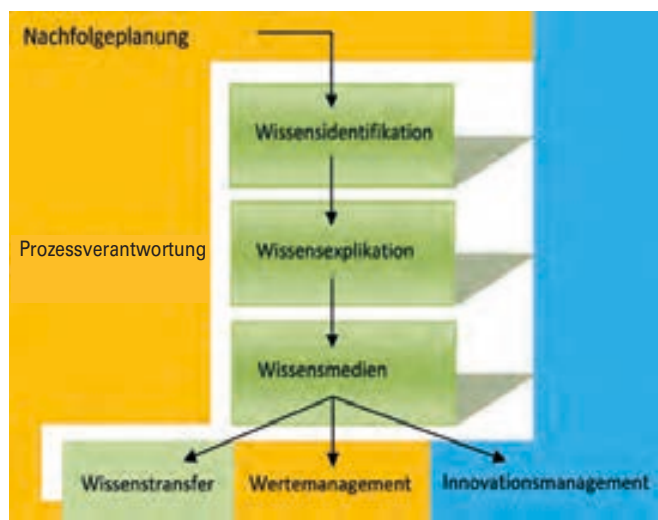 Nachfolgeplanung
Wissensidentifikation
Prozessverantwortung
Wissensexplikation
Wissensmedien
Wissenstransfer
Wertemanagement
Innovationsmanagement